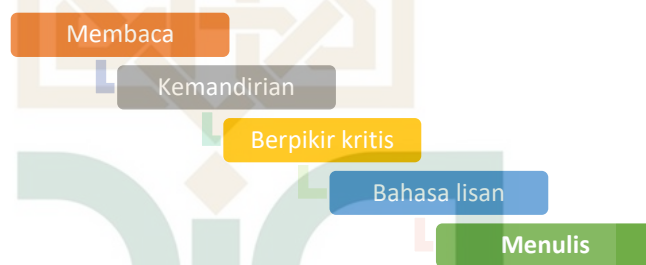 Membaca
Kemandirian
Berpikir kritis
Bahasa lisan
Menulis